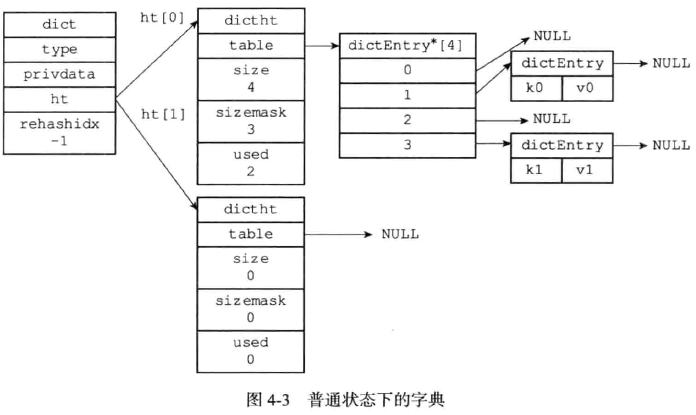 dict
type
privdata
ht
rehashidx
-1
ht[0]
ht[1]
dictht
table
size
4
sizemask
3
used
2
dictht
table
size
0
sizemask
0
used
0
dictEntry*[4]
0
1
2
3
NULL
dictEntry
k0 v0
NULL
NULL
dictEntry
k1 v1
NULL
NULL
图 4-3 普通状态下的字典